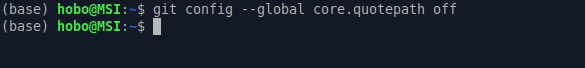 (base) hobo@MSI:~$ git config --global core.quotepath off
(base) hobo@MSI:~$